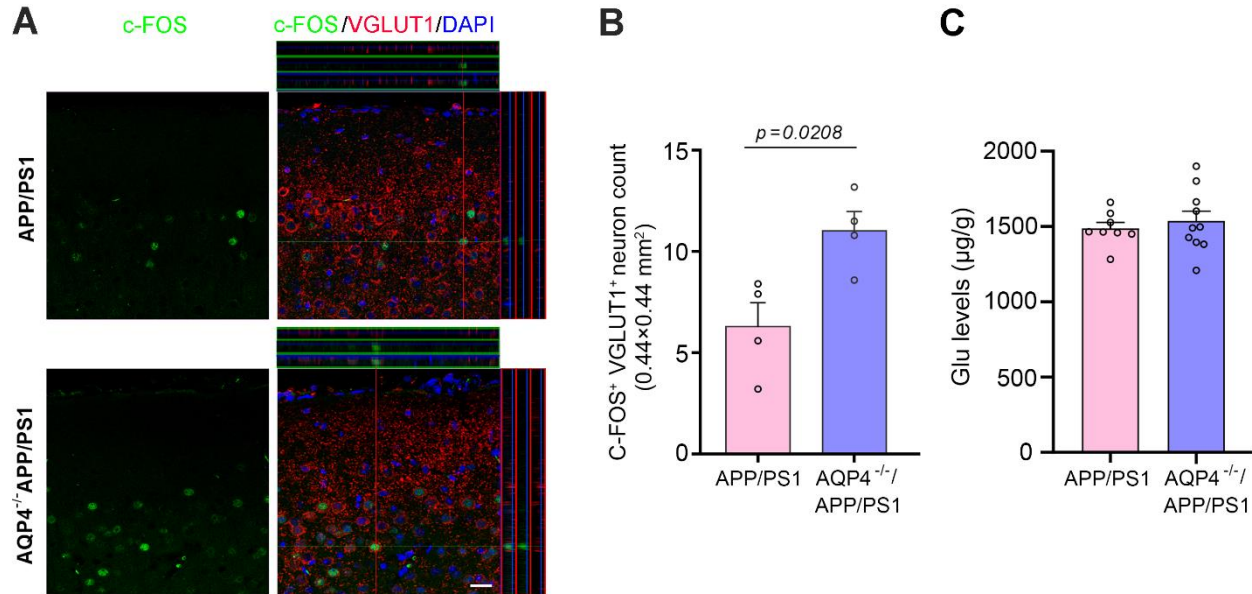 A
c-FOS
c-FOS/VGLUT1/DAPI
APP/PS1
AQP4-/-APP/PS1
B
C-FOS+ VGLUT1+ neuron count
(0.44×0.44 mm2)
15
10
5
0
p=0.0208
APP/PS1
AQP4-/-/
APP/PS1
C
Glu levels (µg/g)
2000
1500
1000
500
0
APP/PS1
AQP4-/-/
APP/PS1